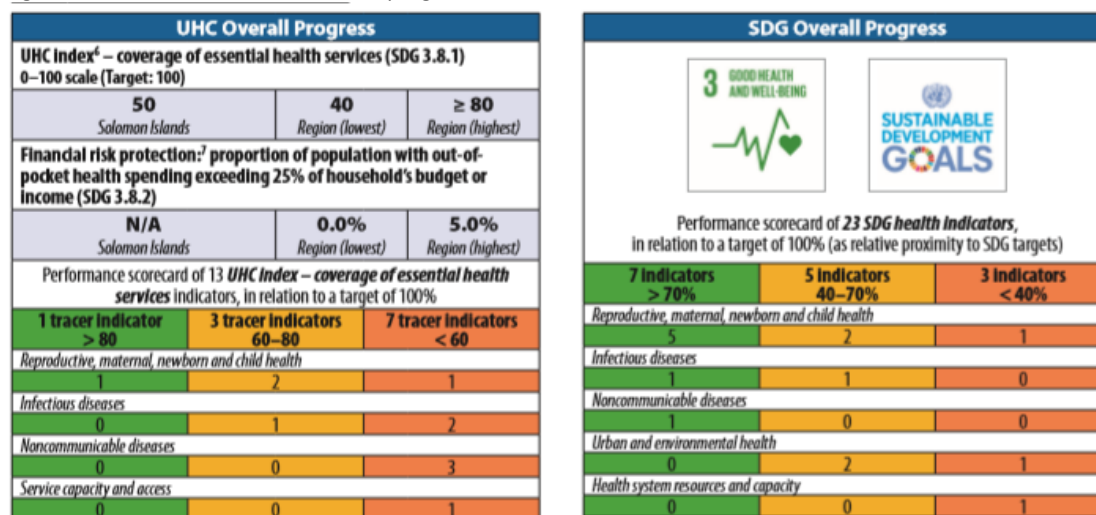 UHC Overall Progress
UHC Index⁶ – coverage of essential health services (SDG 3.8.1)
0–100 scale (Target: 100)
50 40 ≥ 80
Solomon Islands Region (lowest) Region (highest)
Financial risk protection:⁷ proportion of population with out-of-
pocket health spending exceeding 25% of household's budget or
income (SDG 3.8.2)
N/A 0.0% 5.0%
Solomon Islands Region (lowest) Region (highest)
Performance scorecard of 13 UHC Index – coverage of essential health
services indicators, in relation to a target of 100%
1 tracer indicator 3 tracer indicators 7 tracer indicators
> 80 60–80 < 60
Reproductive, maternal, newborn and child health
1 2 1
Infectious diseases
0 1 2
Noncommunicable diseases
0 0 3
Service capacity and access
0 0 1
SDG Overall Progress
3 GOOD HEALTH
AND WELL-BEING
SUSTAINABLE
DEVELOPMENT
GOALS
Performance scorecard of 23 SDG health indicators,
in relation to a target of 100% (as relative proximity to SDG targets)
7 Indicators 5 Indicators 3 Indicators
> 70% 40–70% < 40%
Reproductive, maternal, newborn and child health
5 2 1
Infectious diseases
1 1 0
Noncommunicable diseases
1 0 0
Urban and environmental health
0 2 1
Health system resources and capacity
0 0 1